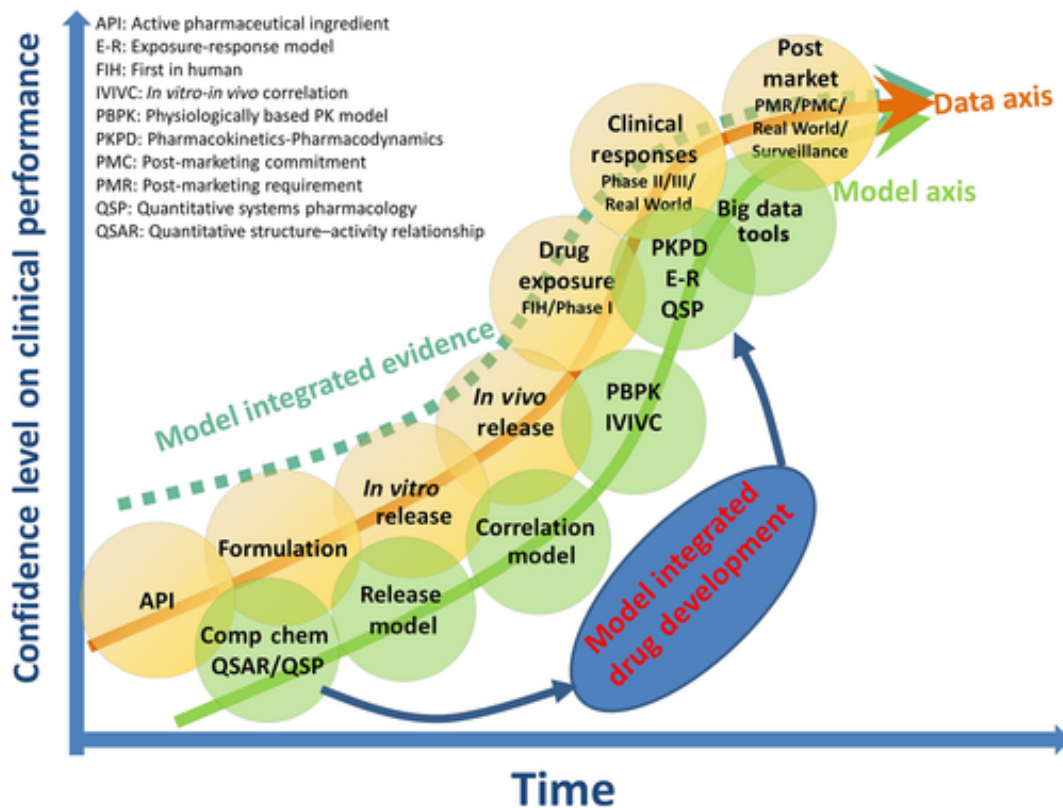 API: Active pharmaceutical ingredient
E-R: Exposure-response model
FIH: First in human
IVIVC: In vitro-in vivo correlation
PBPK: Physiologically based PK model
PKPD: Pharmacokinetics-Pharmacodynamics
PMC: Post-marketing commitment
PMR: Post-marketing requirement
QSP: Quantitative systems pharmacology
QSAR: Quantitative structure–activity relationship
Confidence level on clinical performance
Post
market
PMR/PMC/
Real World/
Surveillance
Data axis
Model axis
Clinical
responses
Phase II/III/
Real World
Big data
tools
Drug
exposure
FIH/Phase I
PKPD
E-R
QSP
Model integrated evidence
In vivo
release
PBPK
IVIVC
In vitro
release
Correlation
model
Formulation
Release
model
API
Comp chem
QSAR/QSP
Model integrated
drug development
Time